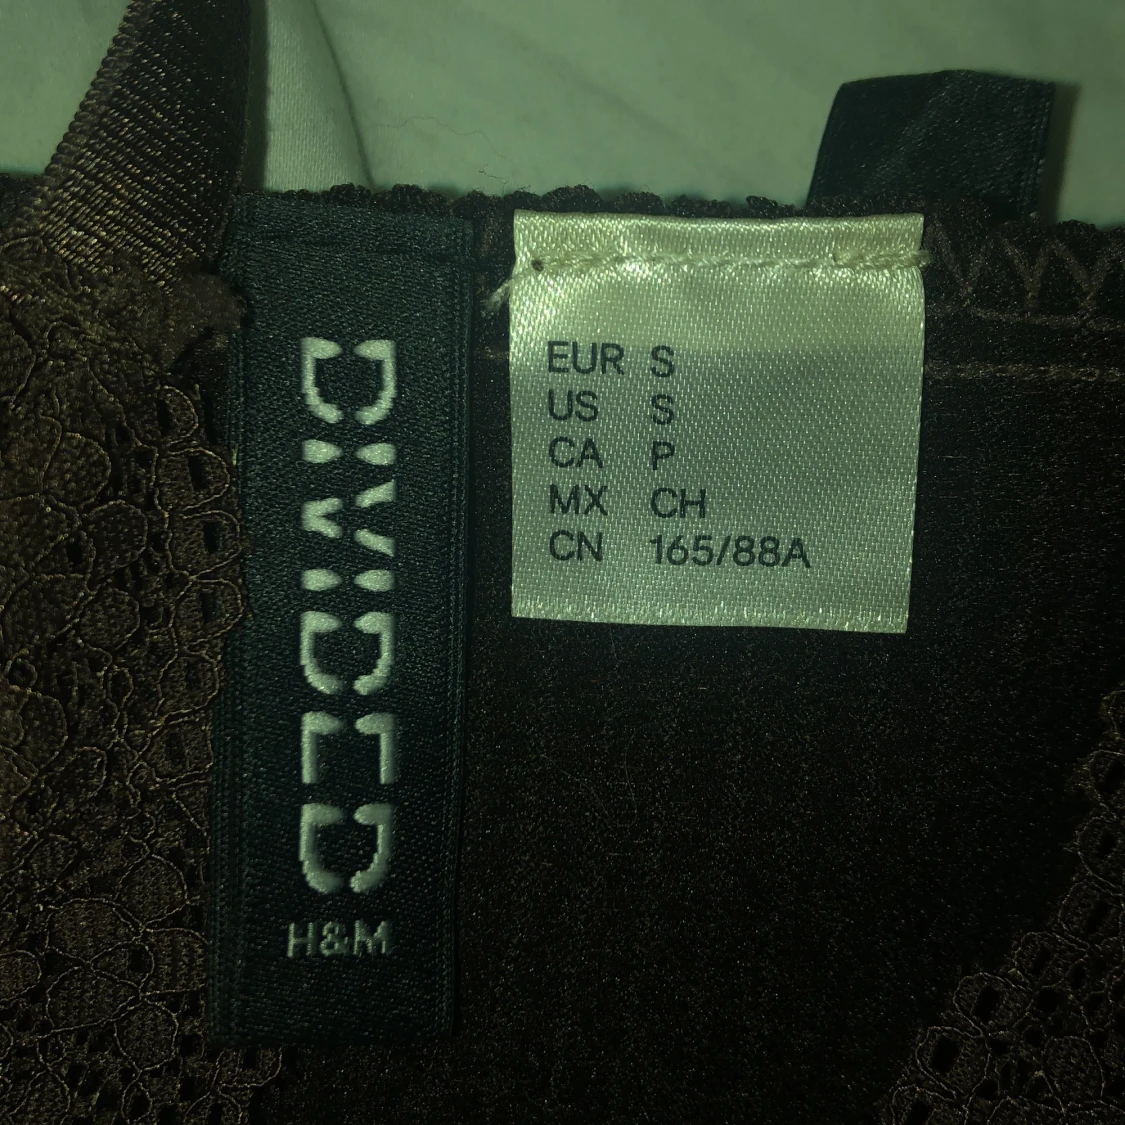 DIVIDED
H&M
EUR S
US S
CA P
MX CH
CN 165/88A